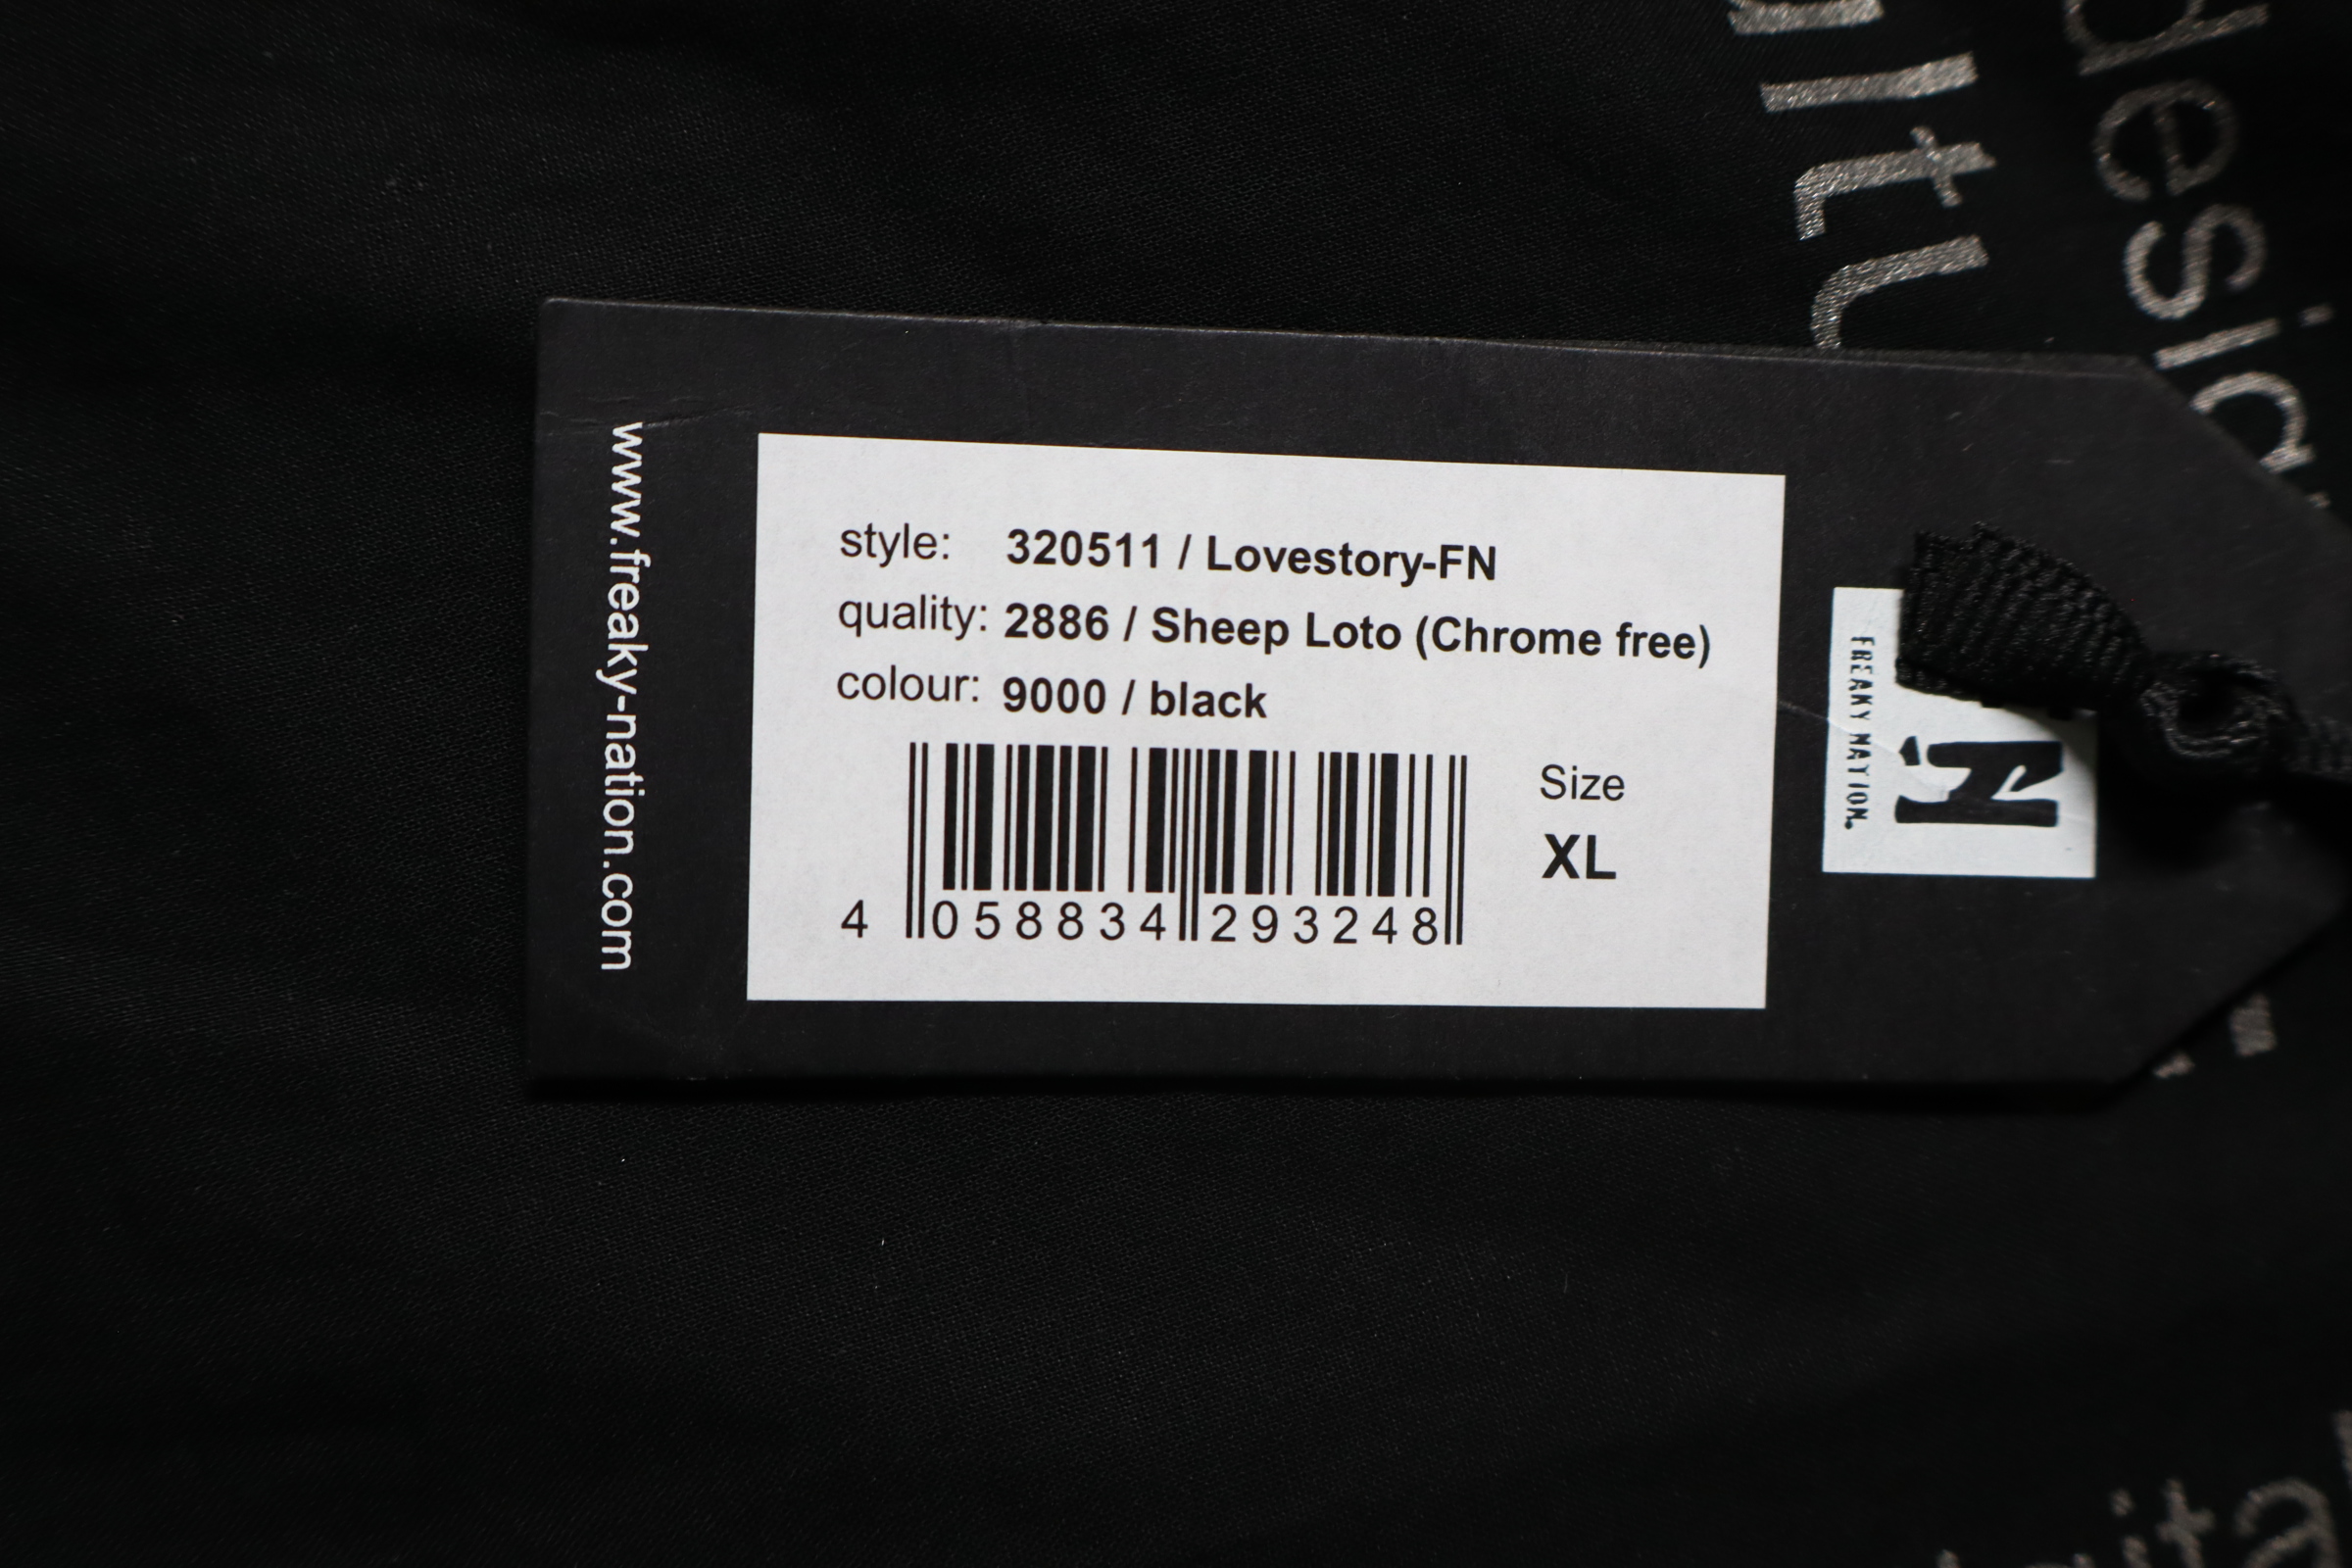 www.freaky-nation.com
style: 320511 / Lovestory-FN
quality: 2886 / Sheep Loto (Chrome free)
colour: 9000 / black
Size
XL
4 058834 293248
FREAKY NATION.